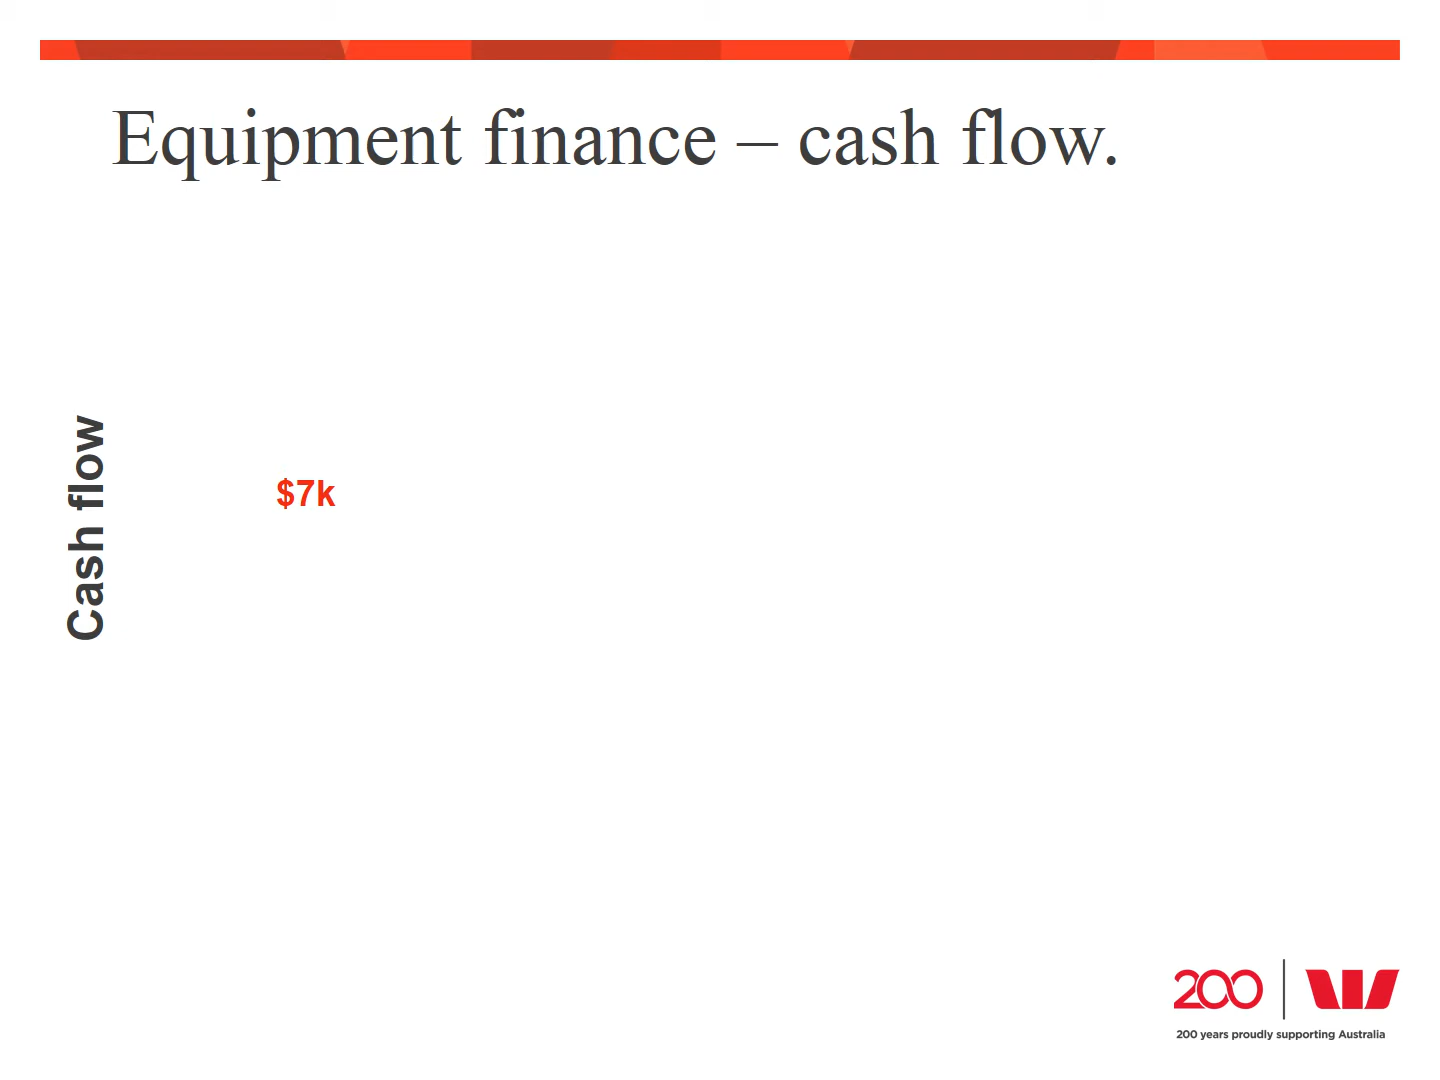 Equipment finance – cash flow.
Cash flow
$7k
200
200 years proudly supporting Australia